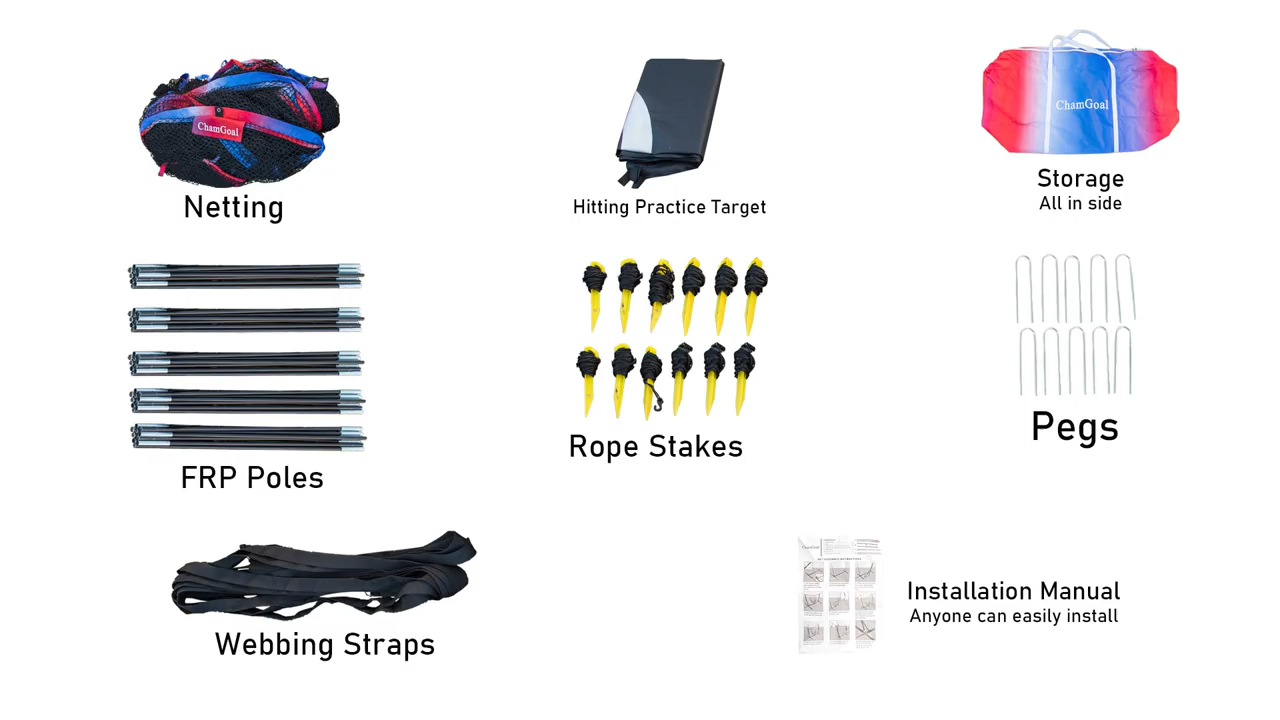 ChamGoal
Netting
Hitting Practice Target
ChamGoal
Storage
All in side
FRP Poles
Rope Stakes
Pegs
Webbing Straps
ChamGoal
Installation Manual
Anyone can easily install